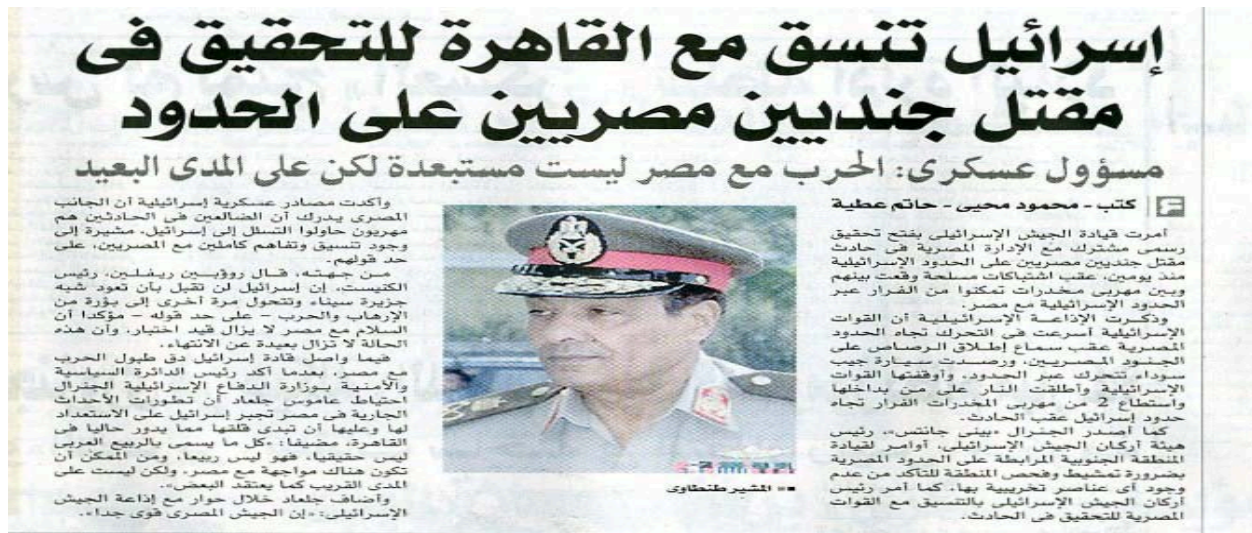 إسرائيل تنسق مع القاهرة للتحقيق فى
مقتل جنديين مصريين على الحدود
مسؤول عسكرى: الحرب مع مصر ليست مستبعدة لكن على المدى البعيد
كتب - محمود محيى - حاتم عطية
أمرت قيادة الجيش الإسرائيلى بفتح تحقيق
رسمى مشترك مع الإدارة المصرية فى حادث
مقتل جنديين مصريين على الحدود الإسرائيلية
منذ يومين، عقب اشتباكات مسلحة وقعت بينهم
وبين مهربى مخدرات تمكنوا من الفرار عبر
الحدود الإسرائيلية مع مصر.
وذكرت الإذاعة الإسرائيلية أن القوات
الإسرائيلية أسرعت فى التحرك تجاه الحدود
المصرية عقب سماع إطلاق الرصاص على
الجنود المصريين، ورصدت سيارة جيب
سوداء تتحرك عبر الحدود، وأوقفتها القوات
الإسرائيلية وأطلقت النار على من بداخلها
واستطاع 2 من مهربى المخدرات الفرار تجاه
حدود إسرائيل عقب الحادث.
كما أصدر الجنرال «بينى جانتس»، رئيس
هيئة أركان الجيش الإسرائيلى، أوامر لقيادة
المنطقة الجنوبية المرابطة على الحدود المصرية
بضرورة تمشيط وفحص المنطقة للتأكد من عدم
وجود أى عناصر تخريبية بها، كما أمر رئيس
أركان الجيش الإسرائيلى بالتنسيق مع القوات
المصرية للتحقيق فى الحادث.
المشير طنطاوى
وأكدت مصادر عسكرية إسرائيلية أن الجانب
المصرى يدرك أن الضالعين فى الحادثين هم
مهربون حاولوا التسلل إلى إسرائيل، مشيرة إلى
وجود تنسيق وتفاهم كاملين مع المصريين، على
حد قولهم.
من جهته، قال روؤبين ريفلين، رئيس
الكنيست، إن إسرائيل لن تقبل بأن تعود شبه
جزيرة سيناء وتتحول مرة أخرى إلى بؤرة من
الإرهاب والحرب - على حد قوله - مؤكدا أن
السلام مع مصر لا يزال قيد اختبار، وأن هذه
الحالة لا تزال بعيدة عن الانتهاء.
فيما واصل قادة إسرائيل دق طبول الحرب
مع مصر، بعدما أكد رئيس الدائرة السياسية
والأمنية بوزارة الدفاع الإسرائيلية الجنرال
احتياط عاموس جلعاد أن تطورات الأحداث
الجارية فى مصر تجبر إسرائيل على الاستعداد
لها وعليها أن تبدى قلقها مما يدور حاليا فى
القاهرة، مضيفا: «كل ما يسمى بالربيع العربى
ليس حقيقيا، فهو ليس ربيعا، ومن الممكن أن
تكون هناك مواجهة مع مصر، ولكن ليست على
المدى القريب كما يعتقد البعض».
وأضاف جلعاد خلال حوار مع إذاعة الجيش
الإسرائيلى: «إن الجيش المصرى قوى جدا».